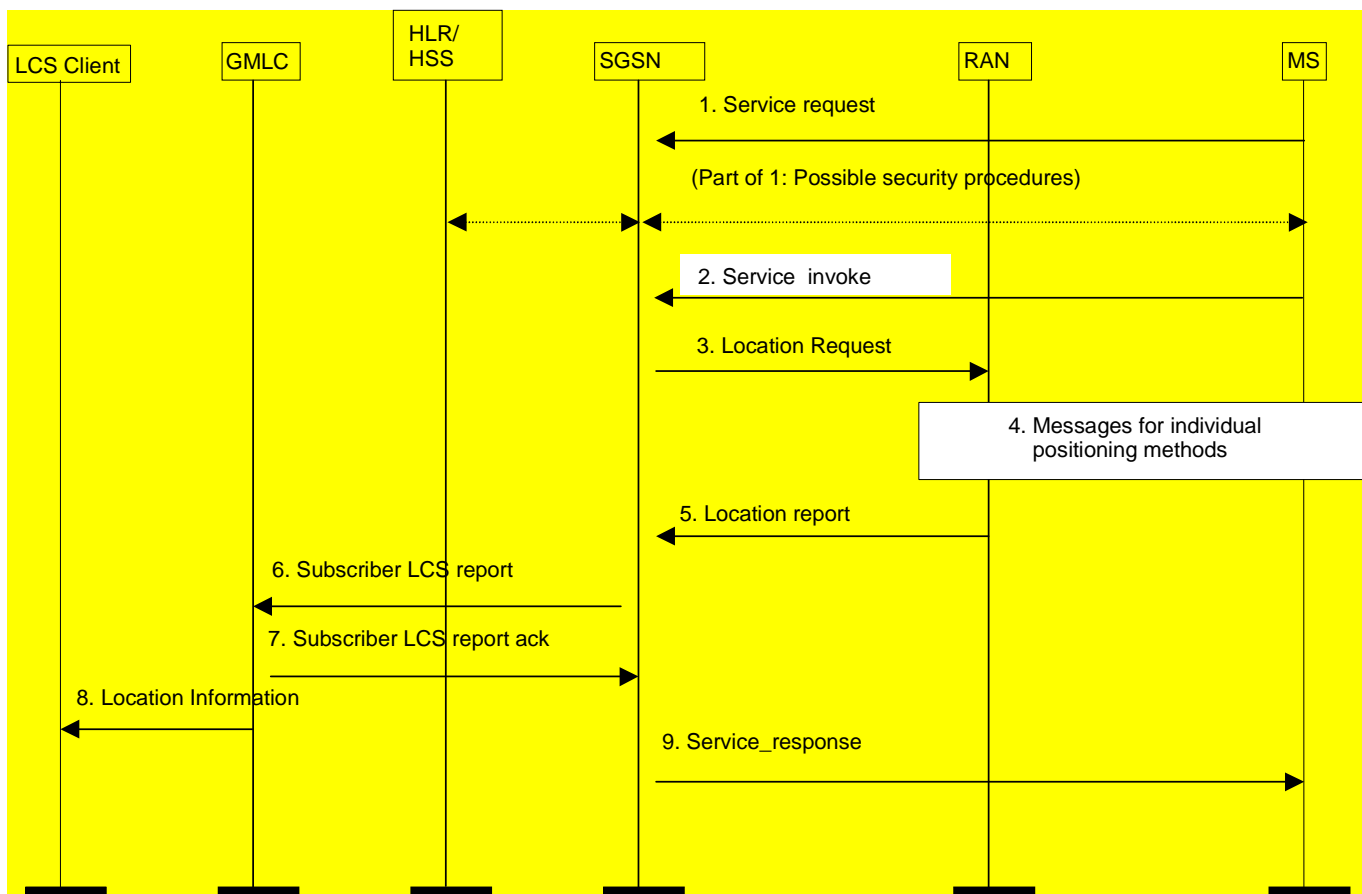 HLR/
HSS
LCS Client
GMLC
SGSN
RAN
MS
1. Service request
(Part of 1: Possible security procedures)
2. Service invoke
3. Location Request
4. Messages for individual
positioning methods
5. Location report
6. Subscriber LCS report
7. Subscriber LCS report ack
8. Location Information
9. Service_response